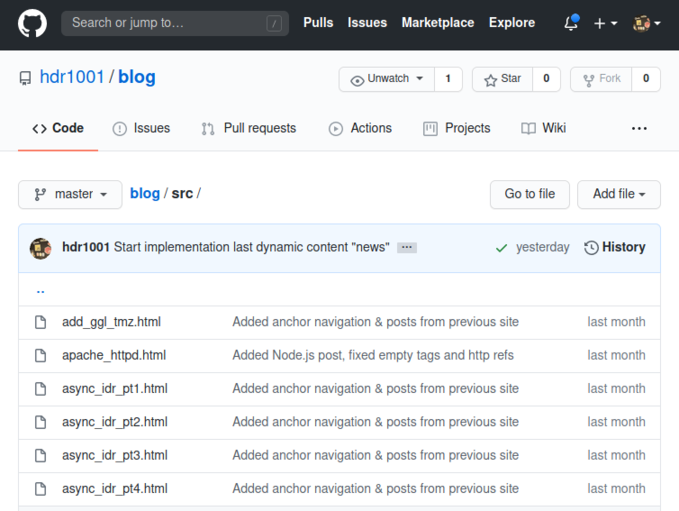 Search or jump to… /
Pulls Issues Marketplace Explore
hdr1001 / blog
Unwatch 1 Star 0 Fork 0
Code Issues Pull requests Actions Projects Wiki ...
master blog / src / Go to file Add file
hdr1001 Start implementation last dynamic content "news" ... yesterday History
..
add_ggl_tmz.html Added anchor navigation & posts from previous site last month
apache_httpd.html Added Node.js post, fixed empty tags and http refs last month
async_idr_pt1.html Added anchor navigation & posts from previous site last month
async_idr_pt2.html Added anchor navigation & posts from previous site last month
async_idr_pt3.html Added anchor navigation & posts from previous site last month
async_idr_pt4.html Added anchor navigation & posts from previous site last month